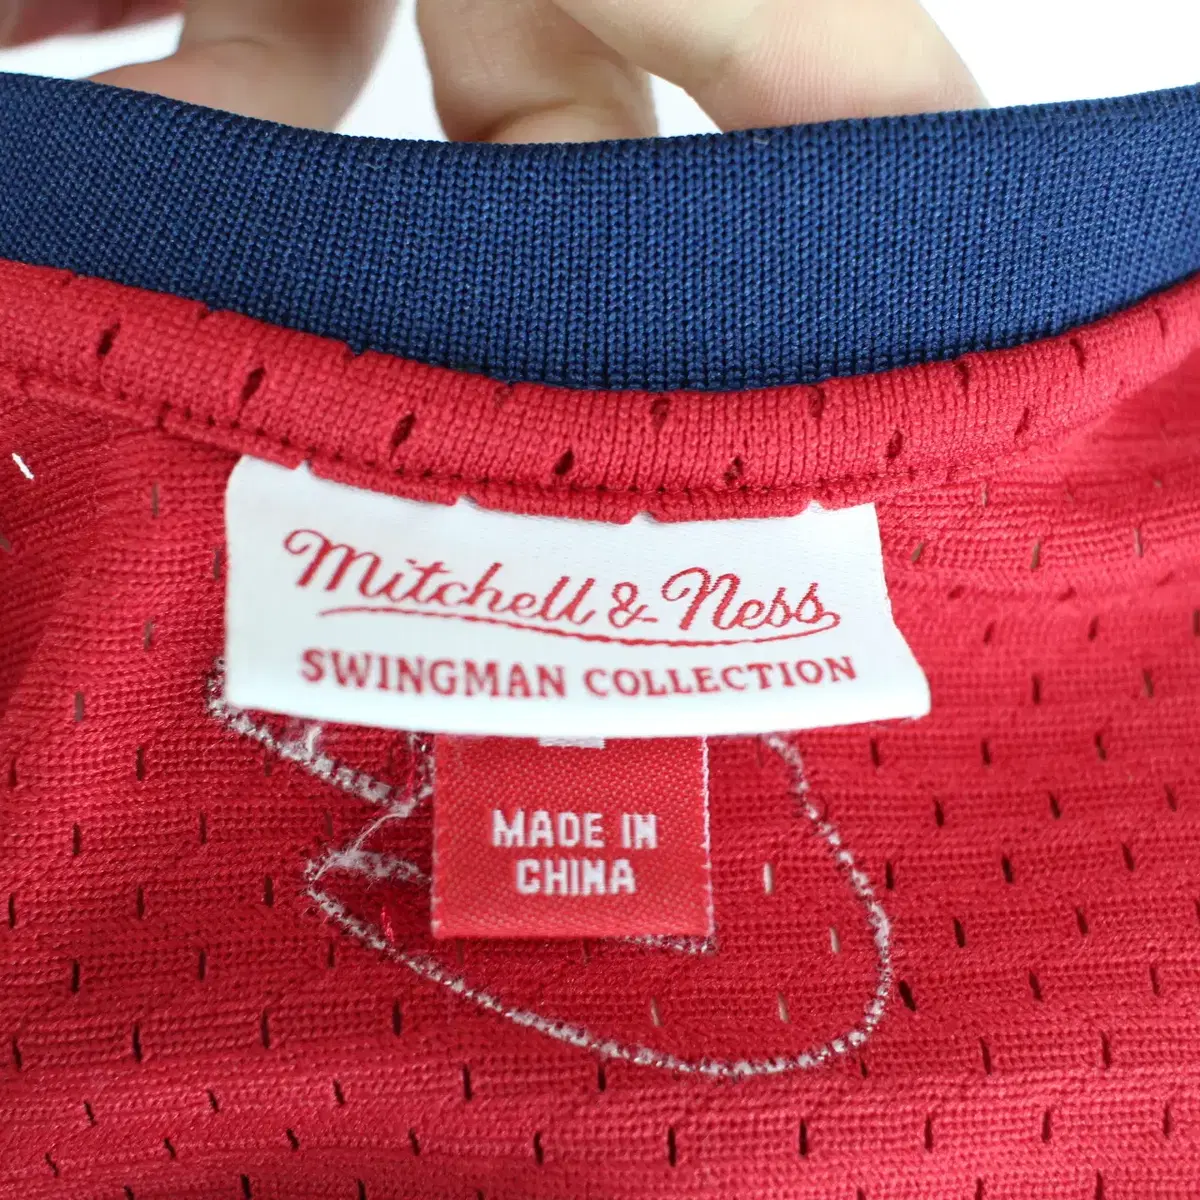 Mitchell & Ness
SWINGMAN COLLECTION
MADE IN
CHINA